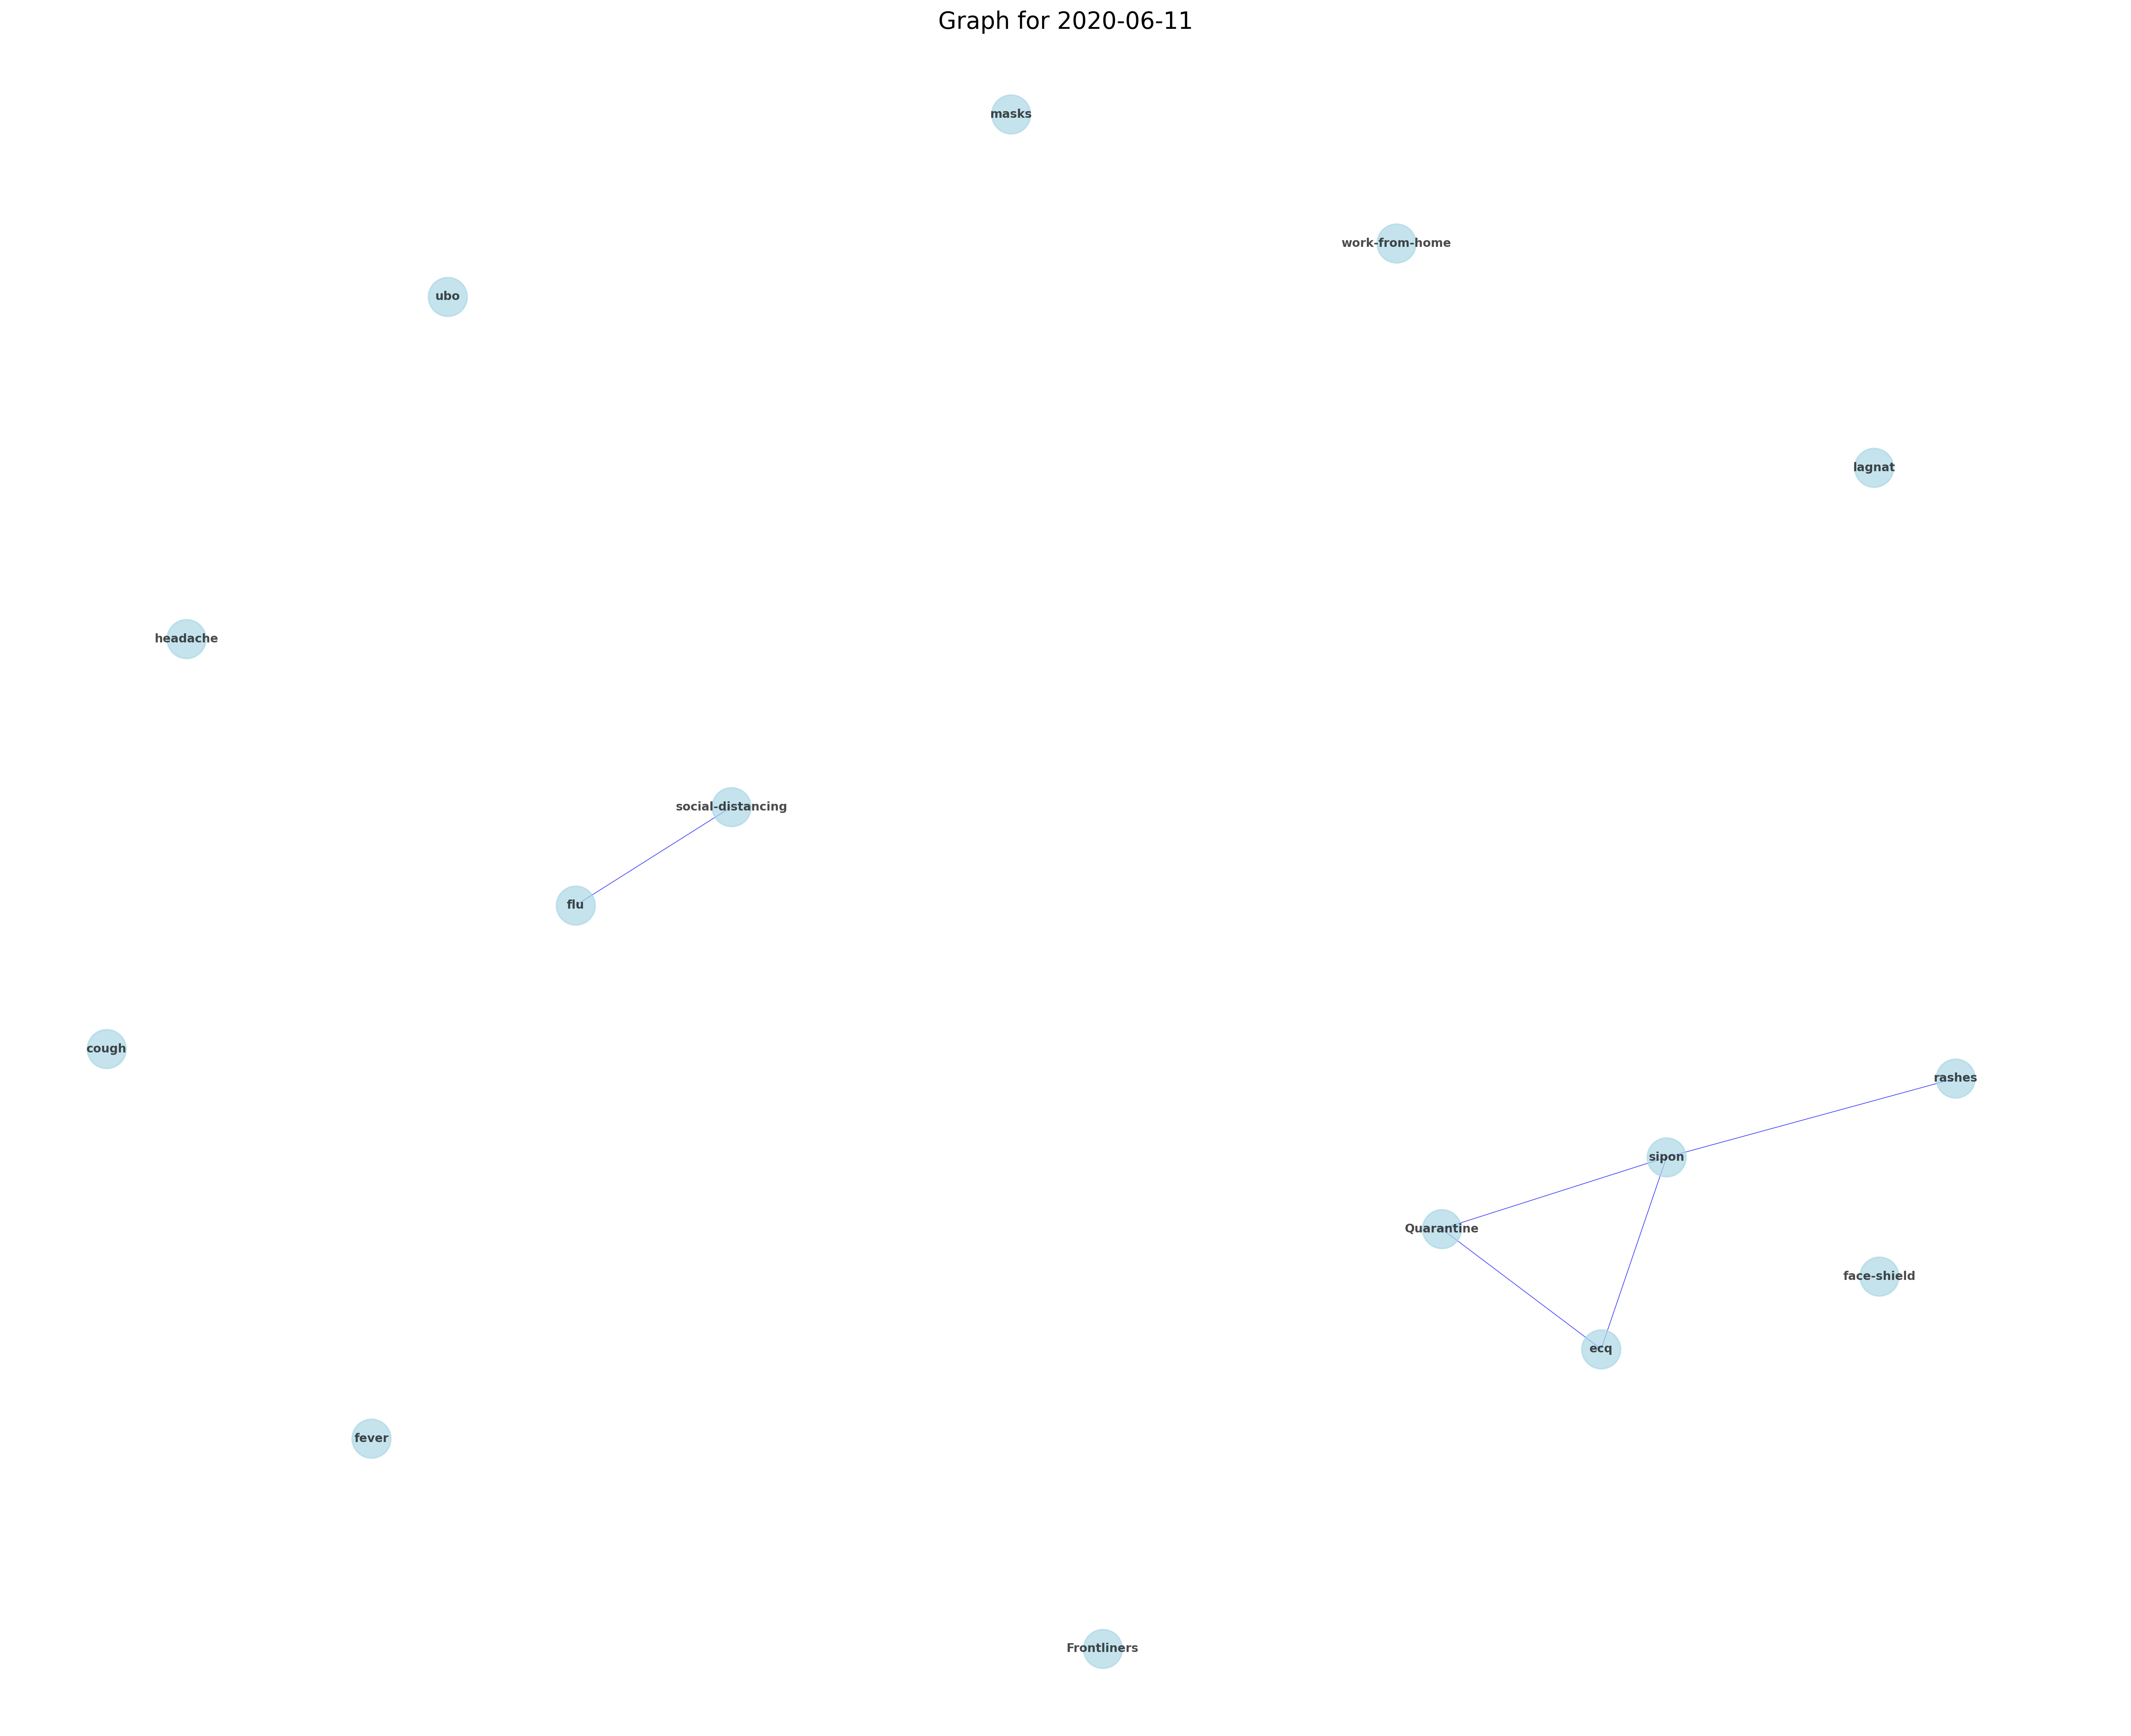 Graph for 2020-06-11
masks
work-from-home
ubo
lagnat
headache
social-distancing
flu
cough
rashes
sipon
Quarantine
face-shield
ecq
fever
Frontliners